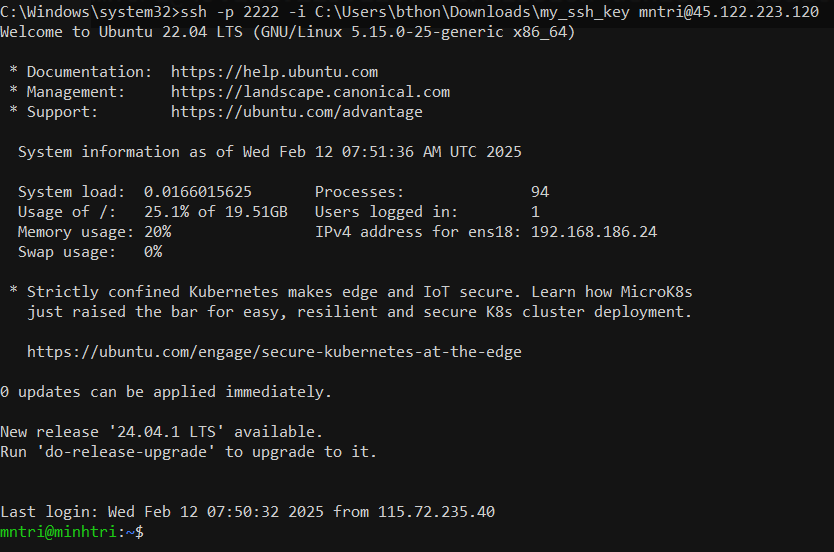 C:\Windows\system32>ssh -p 2222 -i C:\Users\bthon\Downloads\my_ssh_key mntri@45.122.223.120
Welcome to Ubuntu 22.04 LTS (GNU/Linux 5.15.0-25-generic x86_64)
* Documentation:  https://help.ubuntu.com
* Management:     https://landscape.canonical.com
* Support:        https://ubuntu.com/advantage
System information as of Wed Feb 12 07:51:36 AM UTC 2025
System load:  0.0166015625       Processes:              94
Usage of /:   25.1% of 19.51GB   Users logged in:        1
Memory usage: 20%                IPv4 address for ens18: 192.168.186.24
Swap usage:   0%
* Strictly confined Kubernetes makes edge and IoT secure. Learn how MicroK8s
just raised the bar for easy, resilient and secure K8s cluster deployment.
https://ubuntu.com/engage/secure-kubernetes-at-the-edge
0 updates can be applied immediately.
New release '24.04.1 LTS' available.
Run 'do-release-upgrade' to upgrade to it.
Last login: Wed Feb 12 07:50:32 2025 from 115.72.235.40
mntri@minhtri:~$